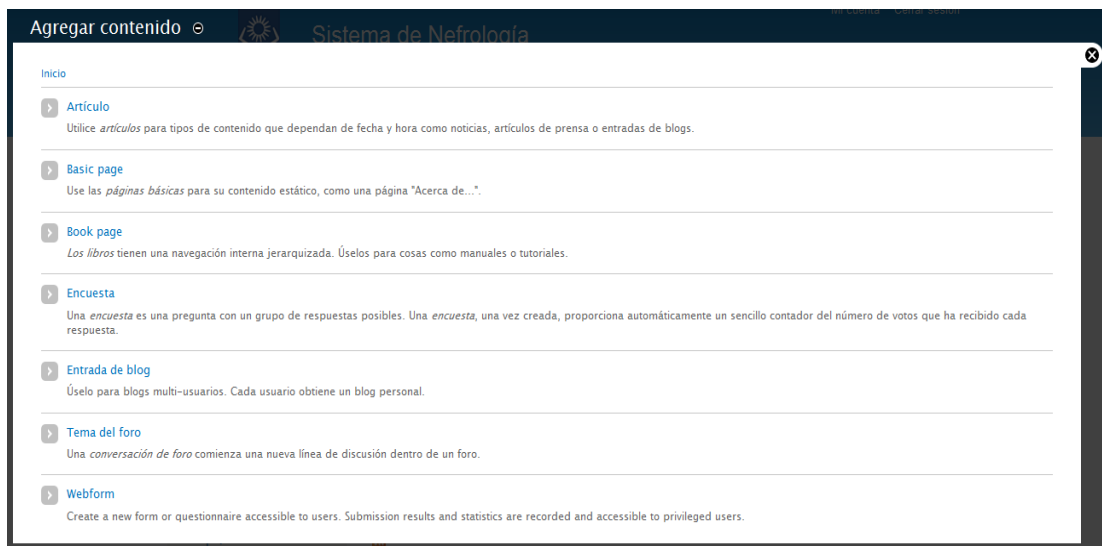 Mi cuenta Cerrar sesión
Agregar contenido
Sistema de Nefrología
Inicio
Artículo
Utilice artículos para tipos de contenido que dependan de fecha y hora como noticias, artículos de prensa o entradas de blogs.
Basic page
Use las páginas básicas para su contenido estático, como una página "Acerca de...".
Book page
Los libros tienen una navegación interna jerarquizada. Úselos para cosas como manuales o tutoriales.
Encuesta
Una encuesta es una pregunta con un grupo de respuestas posibles. Una encuesta, una vez creada, proporciona automáticamente un sencillo contador del número de votos que ha recibido cada
respuesta.
Entrada de blog
Úselo para blogs multi-usuarios. Cada usuario obtiene un blog personal.
Tema del foro
Una conversación de foro comienza una nueva línea de discusión dentro de un foro.
Webform
Create a new form or questionnaire accessible to users. Submission results and statistics are recorded and accessible to privileged users.